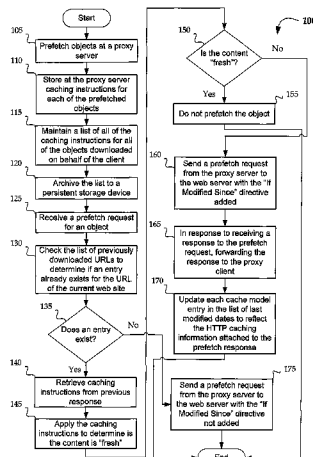 Start
105
Prefetch objects at a proxy
server
110
Store at the proxy server
caching instructions for
each of the prefetched
objects
115
Maintain a list of all of the
caching instructions for all
of the objects downloaded
on behalf of the client
120
Archive the list to a
persistent storage device
125
Receive a prefetch request
for an object
130
Check the list of previously
downloaded URLs to
determine if an entry
already exists for the URL
of the current web site
135
Does an entry
exist?
No
Yes
140
Retrieve caching
instructions from previous
response
145
Apply the caching
instructions to determine is
the content is "fresh"
100
150
Is the content
"fresh"?
No
Yes
155
Do not prefetch the object
160
Send a prefetch request
from the proxy server to
the web server with the "If
Modified Since" directive
added
165
In response to receiving a
response to the prefetch
request, forwarding the
response to the proxy
client
170
Update each cache model
entry in the list of last
modified dates to reflect
the HTTP caching
information attached to the
prefetch response
175
Send a prefetch request
from the proxy server to
the web server with the "If
Modified Since" directive
not added
End